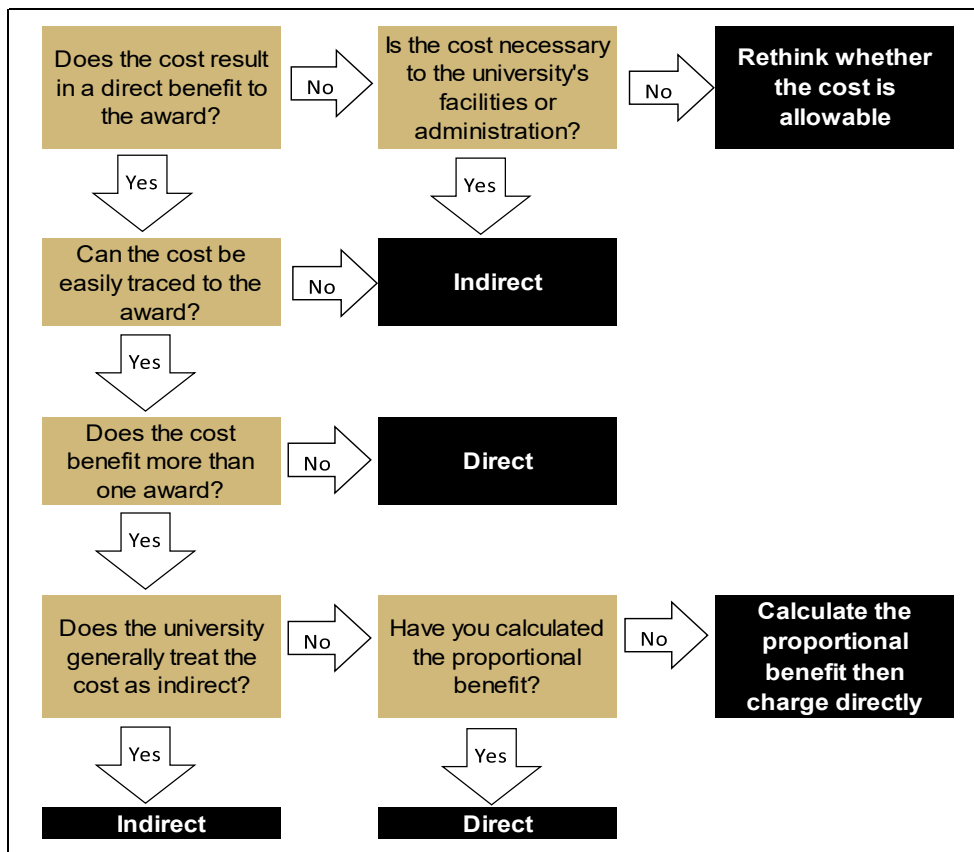 Does the cost result
in a direct benefit to
the award?
No
Is the cost necessary
to the university's
facilities or
administration?
No
Rethink whether
the cost is
allowable
Yes
Yes
Can the cost be
easily traced to the
award?
No
Indirect
Yes
Does the cost
benefit more than
one award?
No
Direct
Yes
Does the university
generally treat the
cost as indirect?
No
Have you calculated
the proportional
benefit?
No
Calculate the
proportional
benefit then
charge directly
Yes
Yes
Indirect
Direct